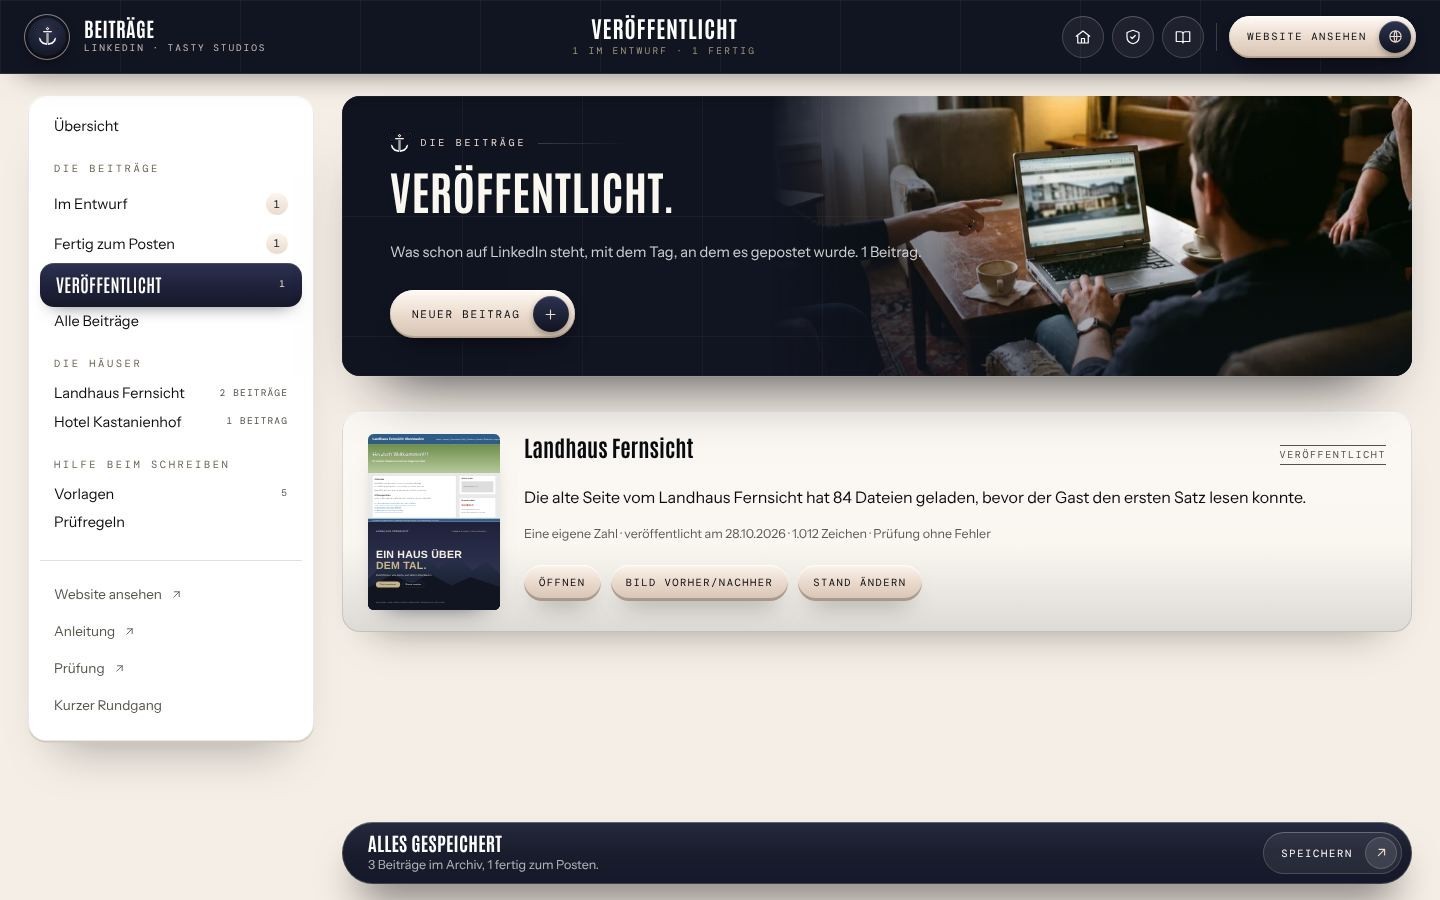 BEITRÄGE
LINKEDIN · TASTY STUDIOS
VERÖFFENTLICHT
1 IM ENTWURF · 1 FERTIG
WEBSITE ANSEHEN
Übersicht
DIE BEITRÄGE
Im Entwurf 1
Fertig zum Posten 1
VERÖFFENTLICHT 1
Alle Beiträge
DIE HÄUSER
Landhaus Fernsicht 2 BEITRÄGE
Hotel Kastanienhof 1 BEITRAG
HILFE BEIM SCHREIBEN
Vorlagen 5
Prüfregeln
Website ansehen
Anleitung
Prüfung
Kurzer Rundgang
DIE BEITRÄGE
VERÖFFENTLICHT.
Was schon auf LinkedIn steht, mit dem Tag, an dem es gepostet wurde. 1 Beitrag.
NEUER BEITRAG
EIN HAUS ÜBER
DEM TAL.
Landhaus Fernsicht
VERÖFFENTLICHT
Die alte Seite vom Landhaus Fernsicht hat 84 Dateien geladen, bevor der Gast den ersten Satz lesen konnte.
Eine eigene Zahl · veröffentlicht am 28.10.2026 · 1.012 Zeichen · Prüfung ohne Fehler
ÖFFNEN
BILD VORHER/NACHHER
STAND ÄNDERN
ALLES GESPEICHERT
3 Beiträge im Archiv, 1 fertig zum Posten.
SPEICHERN